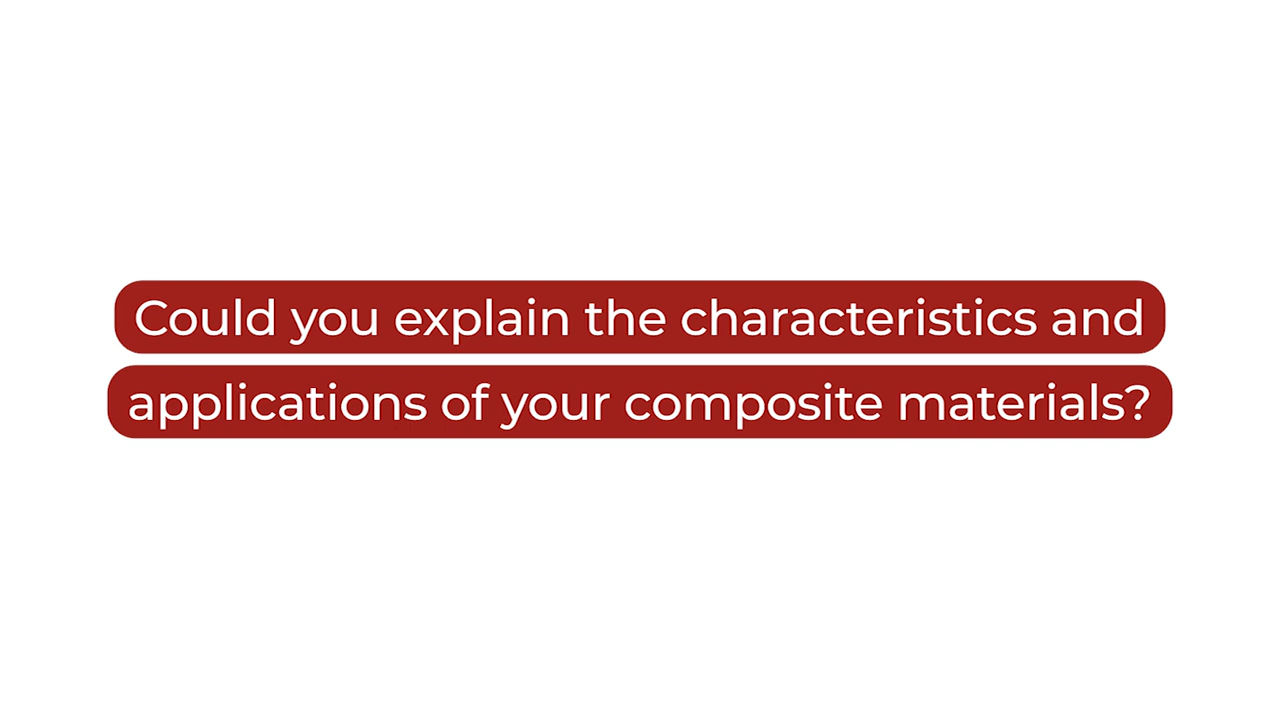 Could you explain the characteristics and
applications of your composite materials?